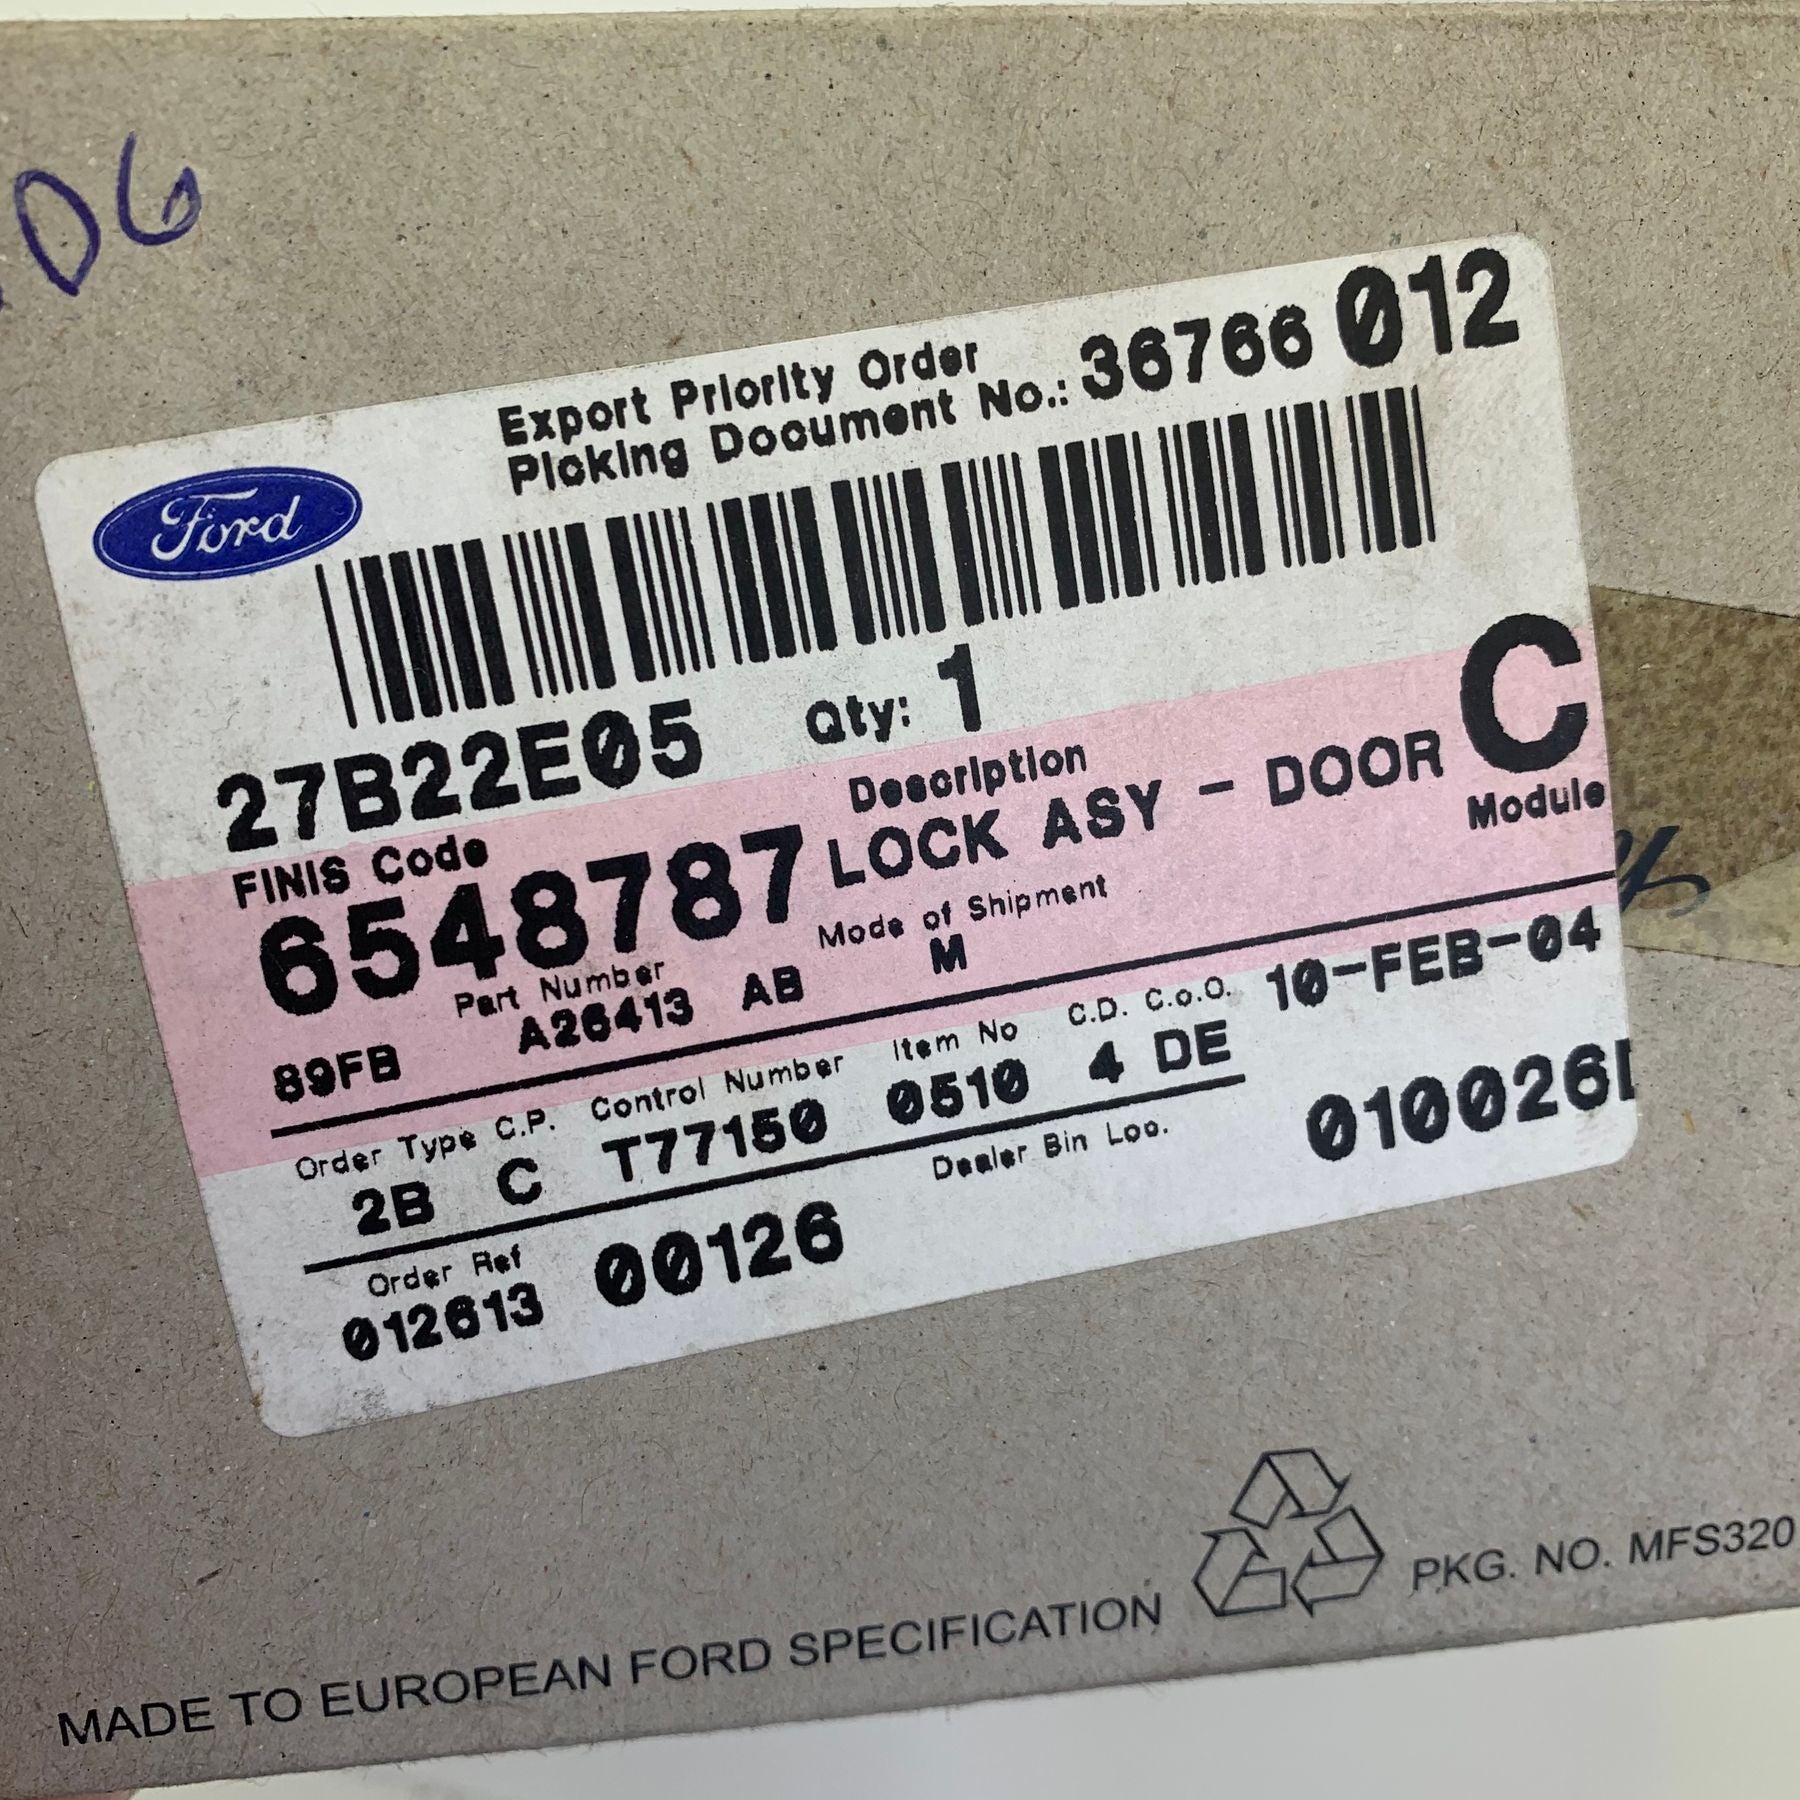 06
Export Priority Order
Picking Document No.: 36766 012
Ford
27B22E05 Qty: 1
FINIS Code Description C
6548787 LOCK ASY - DOOR Module
Part Number Mode of Shipment
89FB A26413 AB M
Order Type C.P. Control Number Item No C.D. C.o.O. 10-FEB-04
2B C T77150 0510 4 DE
Order Ref Dealer Bin Loc. 010026
012613 00126
MADE TO EUROPEAN FORD SPECIFICATION PKG. NO. MFS320